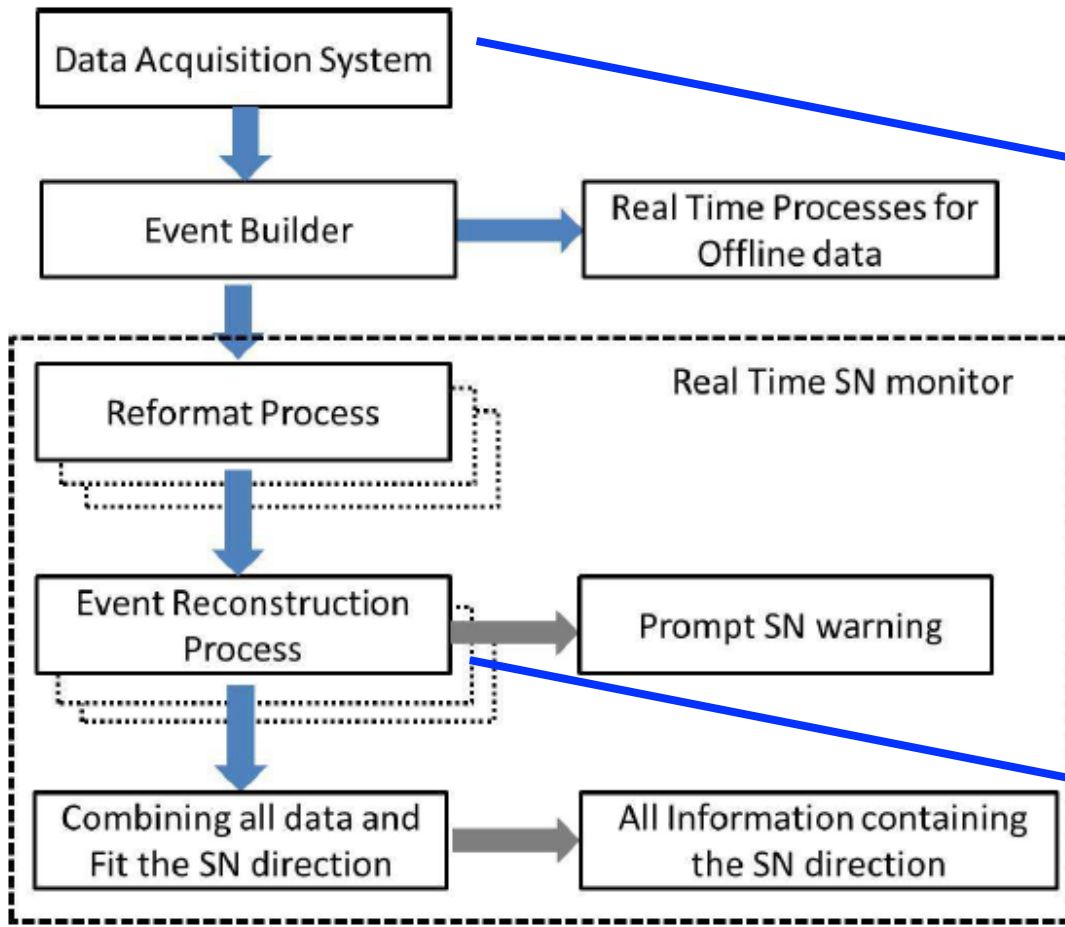 Data Acquisition System
Event Builder
Real Time Processes for
Offline data
Real Time SN monitor
Reformat Process
Event Reconstruction
Process
Prompt SN warning
Combining all data and
Fit the SN direction
All Information containing
the SN direction